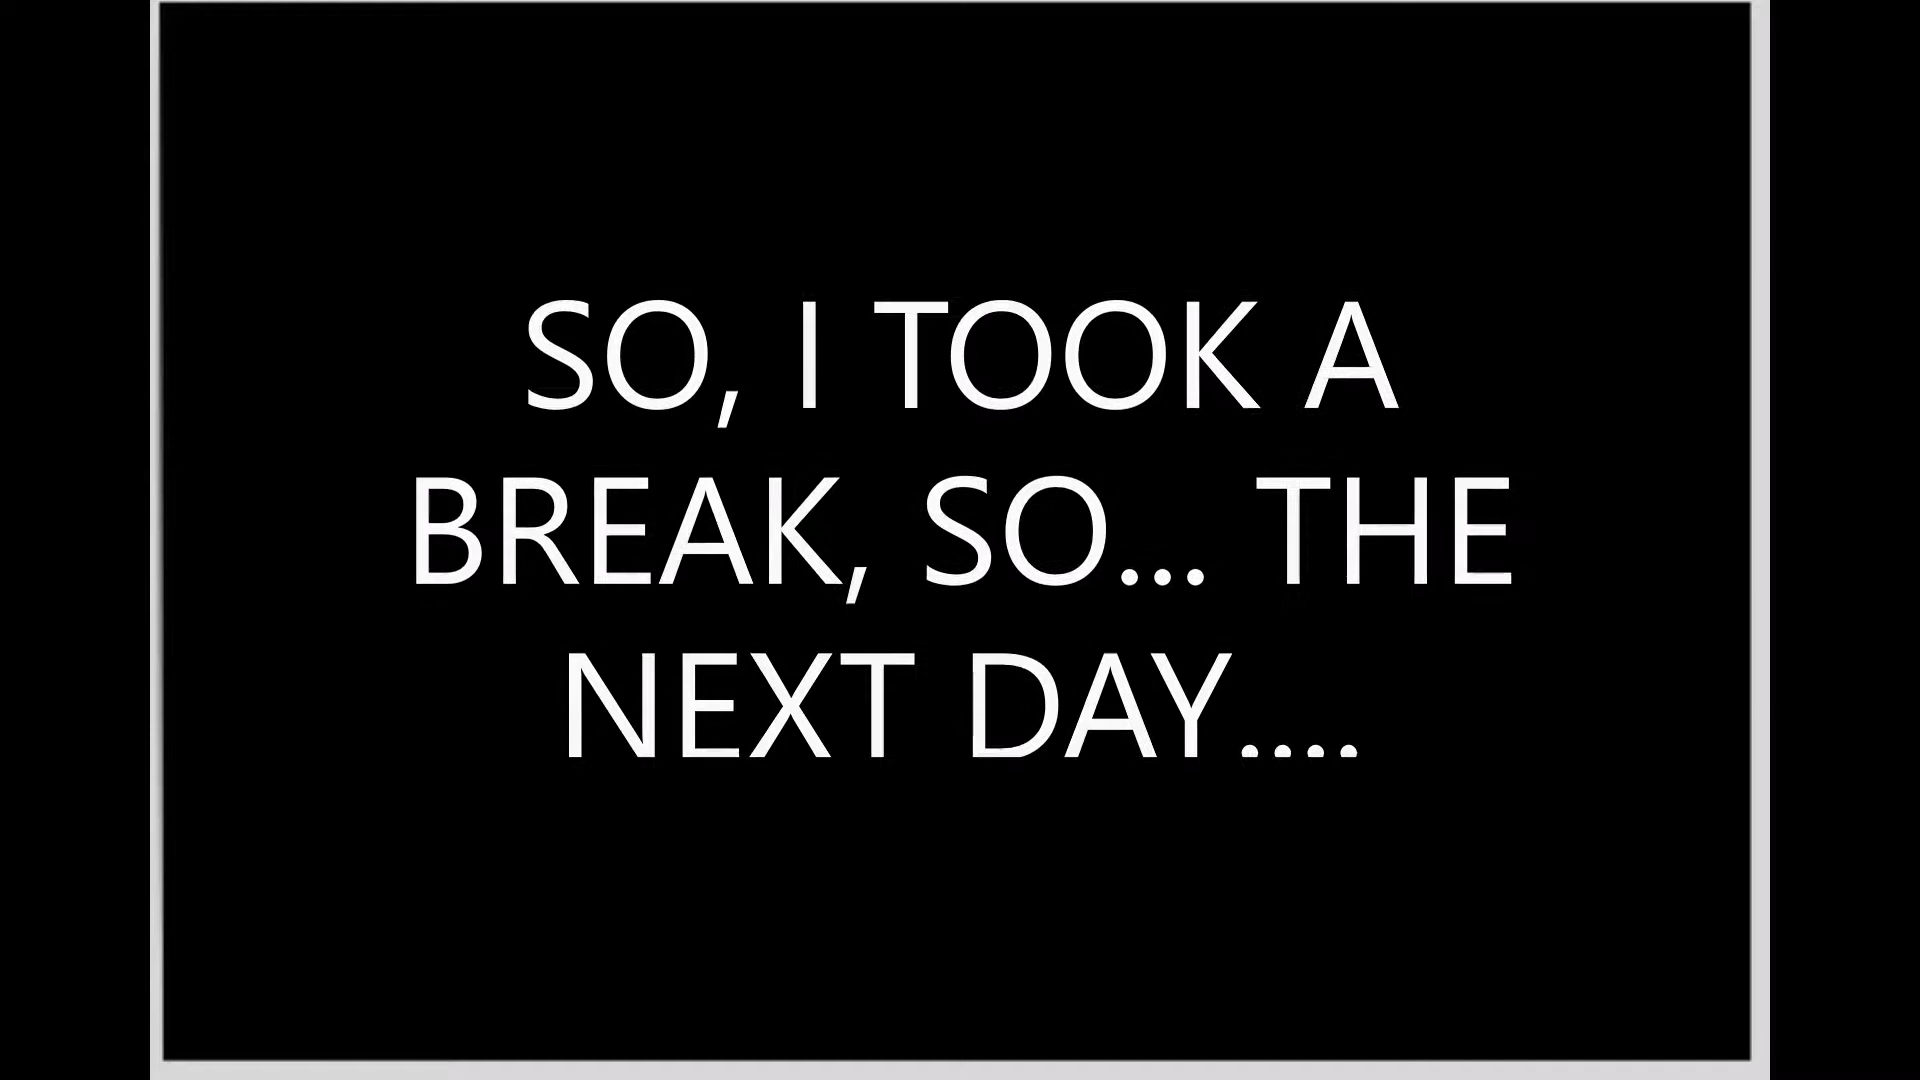 SO, I TOOK A
BREAK, SO... THE
NEXT DAY....